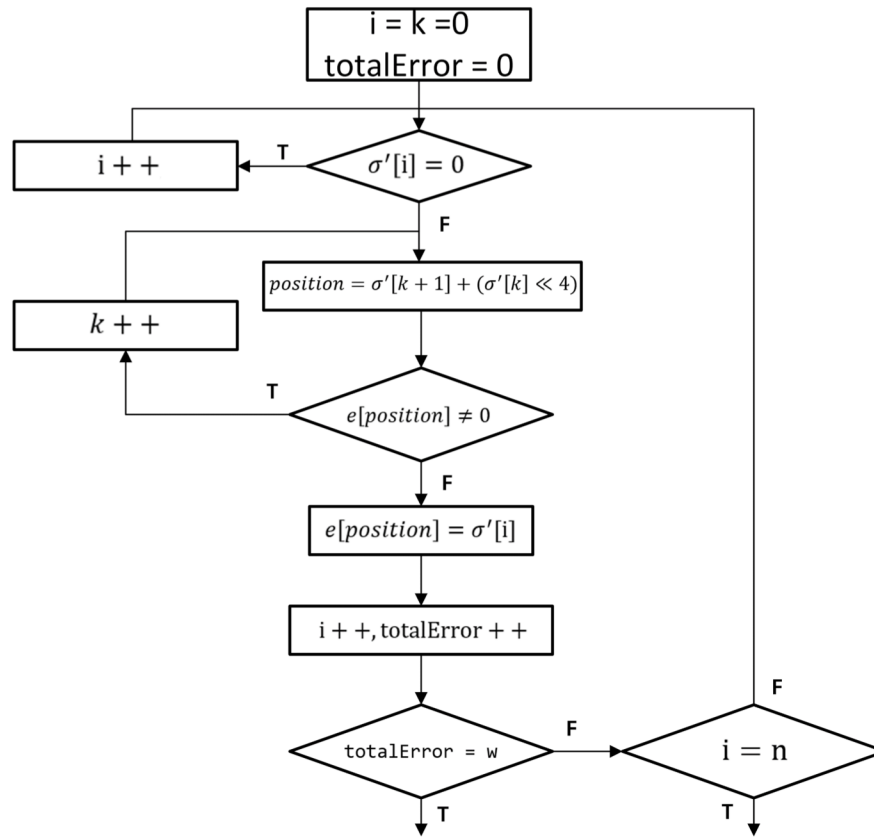 i = k =0
totalError = 0
i + +
T
σ′[i] = 0
F
position = σ′[k + 1] + (σ′[k] ≪ 4)
k + +
T
e[position] ≠ 0
F
e[position] = σ′[i]
i + +, totalError + +
F
totalError = w
F
i = n
T
T